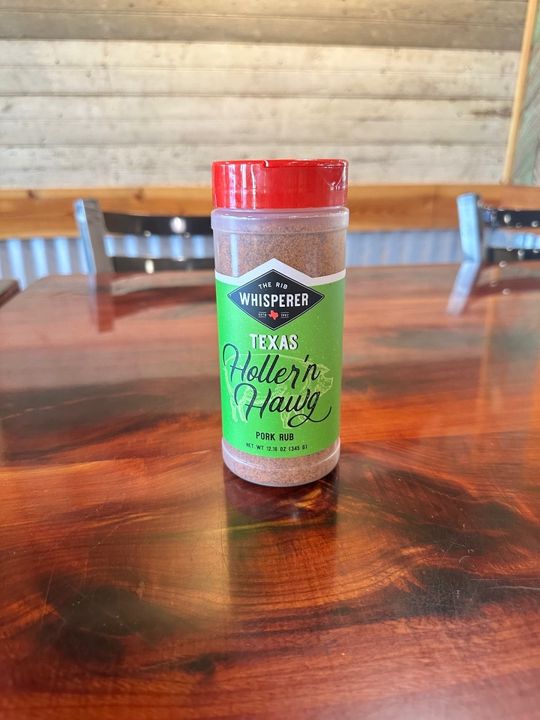 THE RIB
WHISPERER
TEXAS
Holler'n
Hawg
PORK RUB
NET WT 12.16 OZ (345 G)